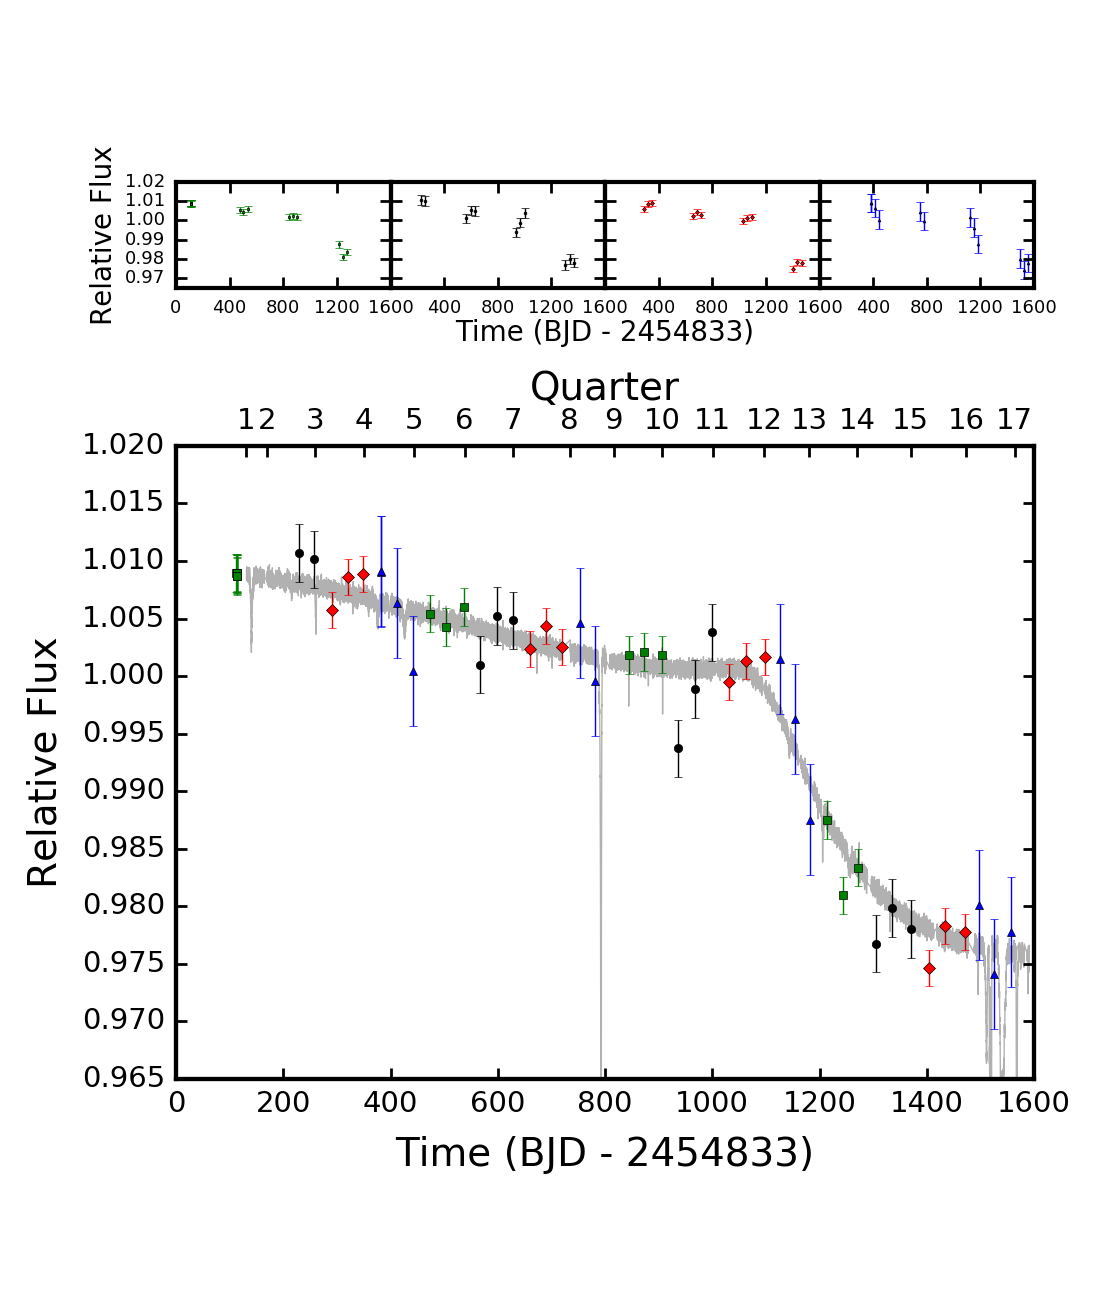 Relative Flux
1.02
1.01
1.00
0.99
0.98
0.97
0 400 800 1200 1600 400 800 1200 1600 400 800 1200 1600 400 800 1200 1600
Time (BJD - 2454833)
Quarter
1 2 3 4 5 6 7 8 9 10 11 12 13 14 15 16 17
Relative Flux
1.020
1.015
1.010
1.005
1.000
0.995
0.990
0.985
0.980
0.975
0.970
0.965
0 200 400 600 800 1000 1200 1400 1600
Time (BJD - 2454833)